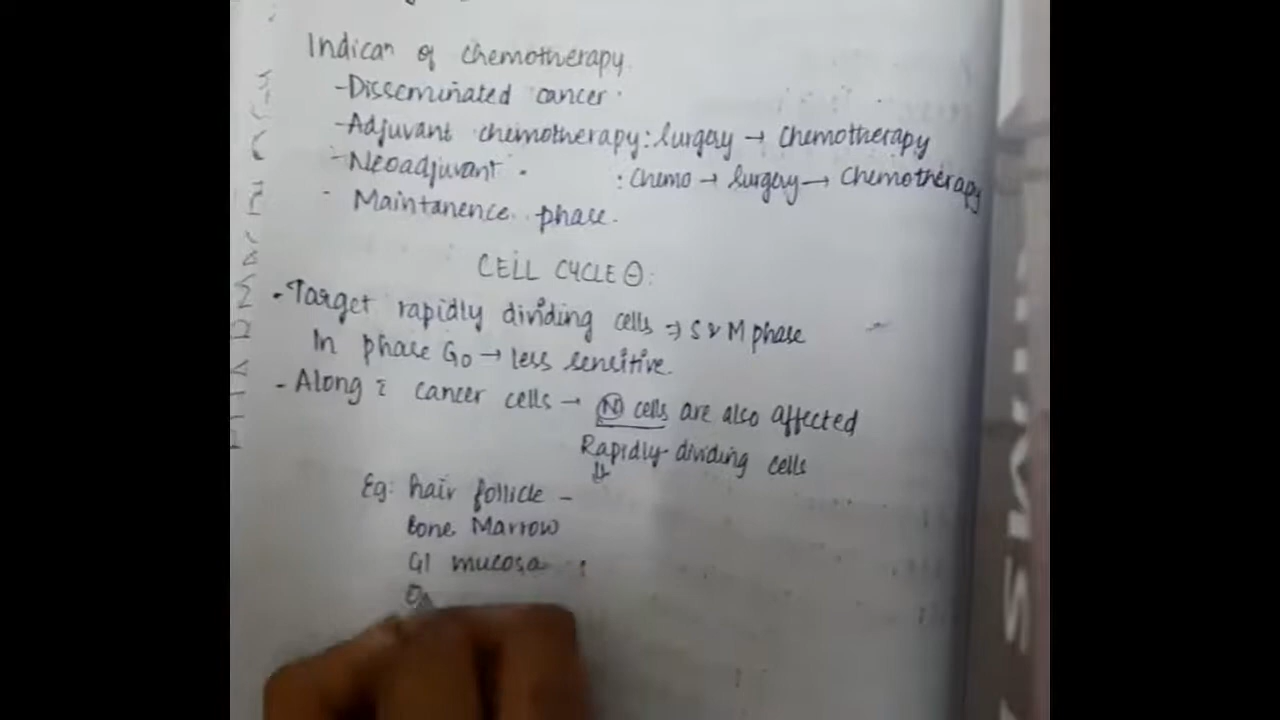 Indican of chemotherapy
- Disseminated cancer
- Adjuvant chemotherapy: Surgery → Chemotherapy
- Neoadjuvant : Chemo → Surgery → Chemotherapy
- Maintanence phase.
CELL CYCLE ⊖:
- Target rapidly dividing cells ⇒ S & M phase
In phase G0 → less sensitive.
- Along c̄ cancer cells → Ⓝ cells are also affected
Rapidly dividing cells
⇓
Eg: hair follicle -
Bone Marrow
GI mucosa